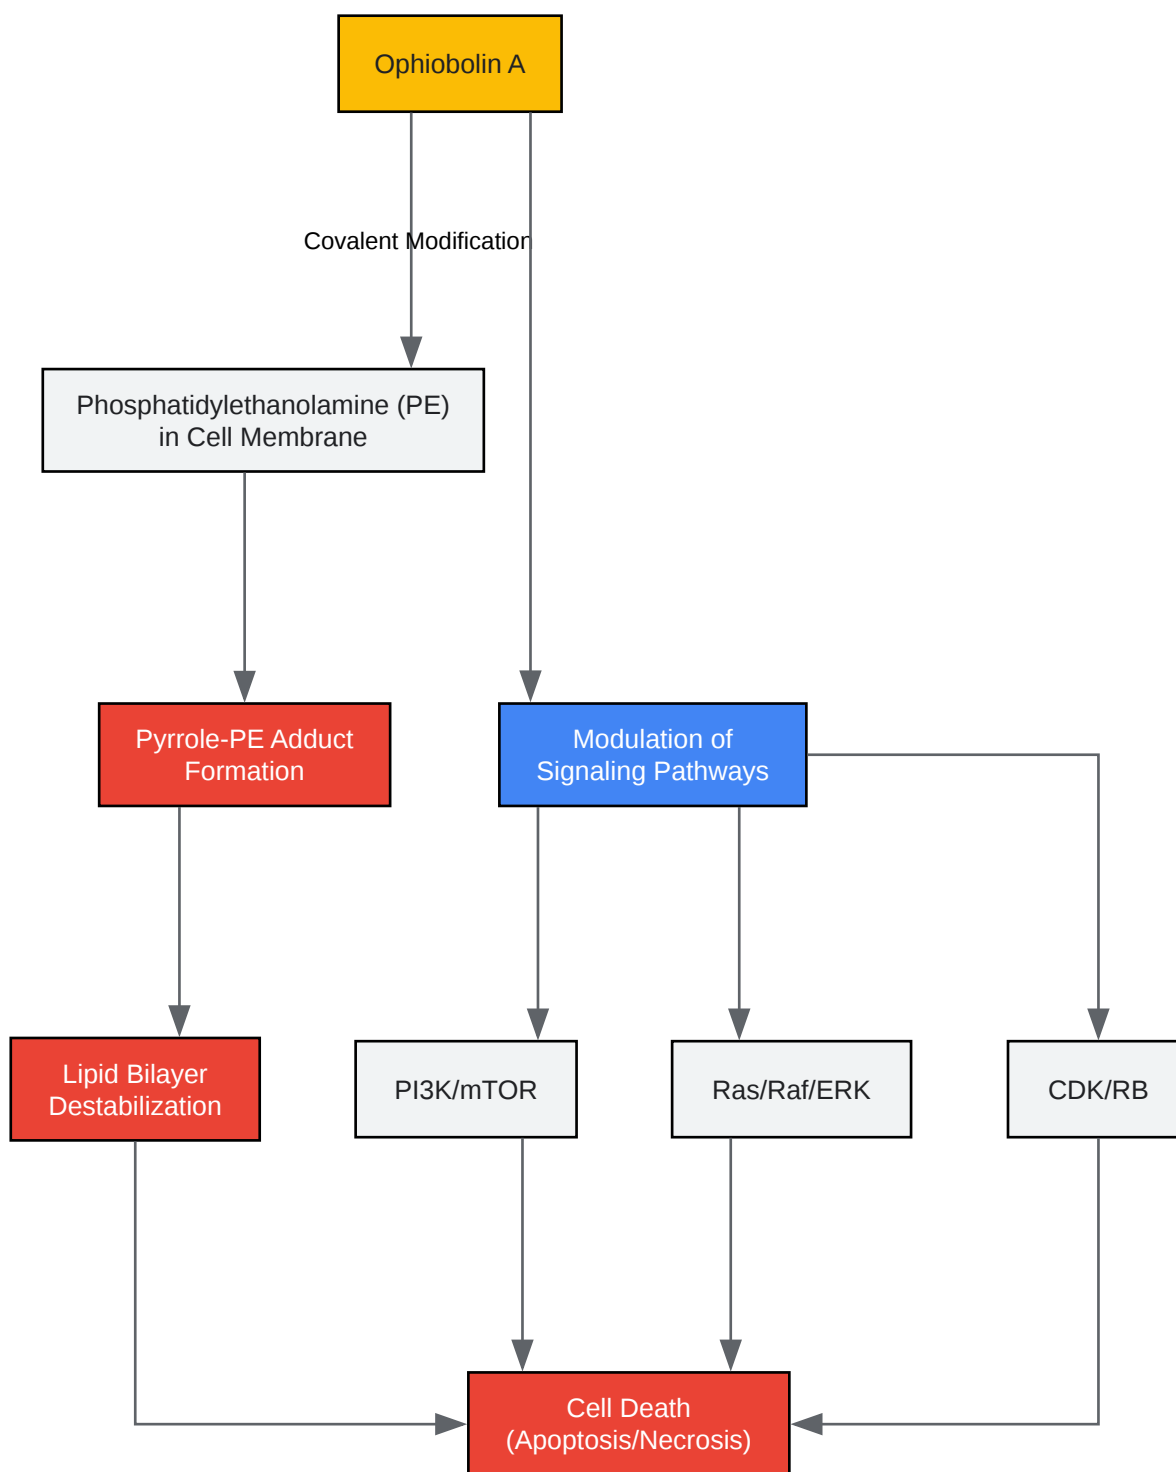 Ophiobolin A
Covalent Modification
Phosphatidylethanolamine (PE)
in Cell Membrane
Pyrrole-PE Adduct
Formation
Modulation of
Signaling Pathways
Lipid Bilayer
Destabilization
PI3K/mTOR
Ras/Raf/ERK
CDK/RB
Cell Death
(Apoptosis/Necrosis)